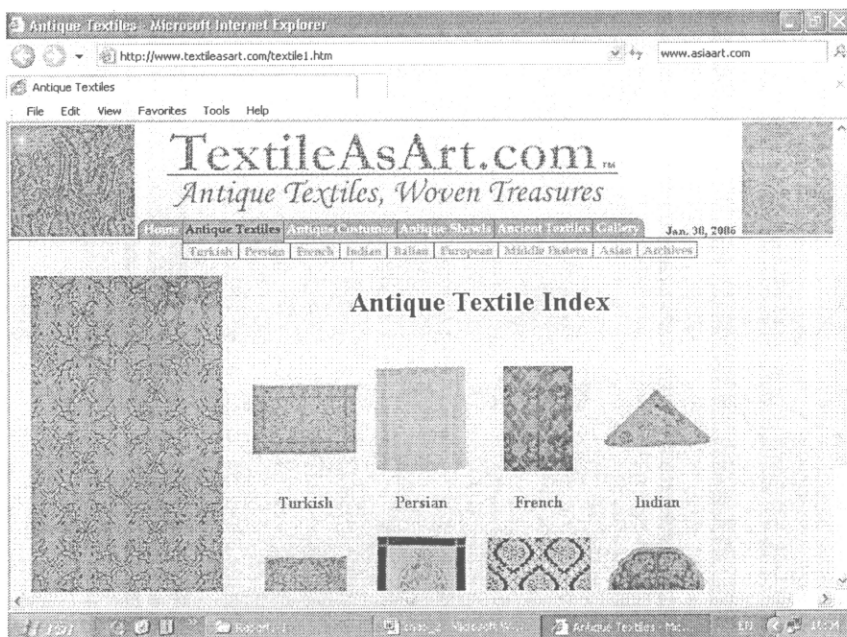 Antique Textiles - Microsoft Internet Explorer
http://www.textileasart.com/textile1.htm
www.asiaart.com
Antique Textiles
File Edit View Favorites Tools Help
TextileAsArt.com TM
Antique Textiles, Woven Treasures
Home Antique Textiles Antique Costumes Antique Shawls Ancient Textiles Gallery Jan. 30, 2006
Turkish Persian French Indian Italian European Middle Eastern Asian Archives
Antique Textile Index
Turkish Persian French Indian
Antique Textiles - Mic... EN